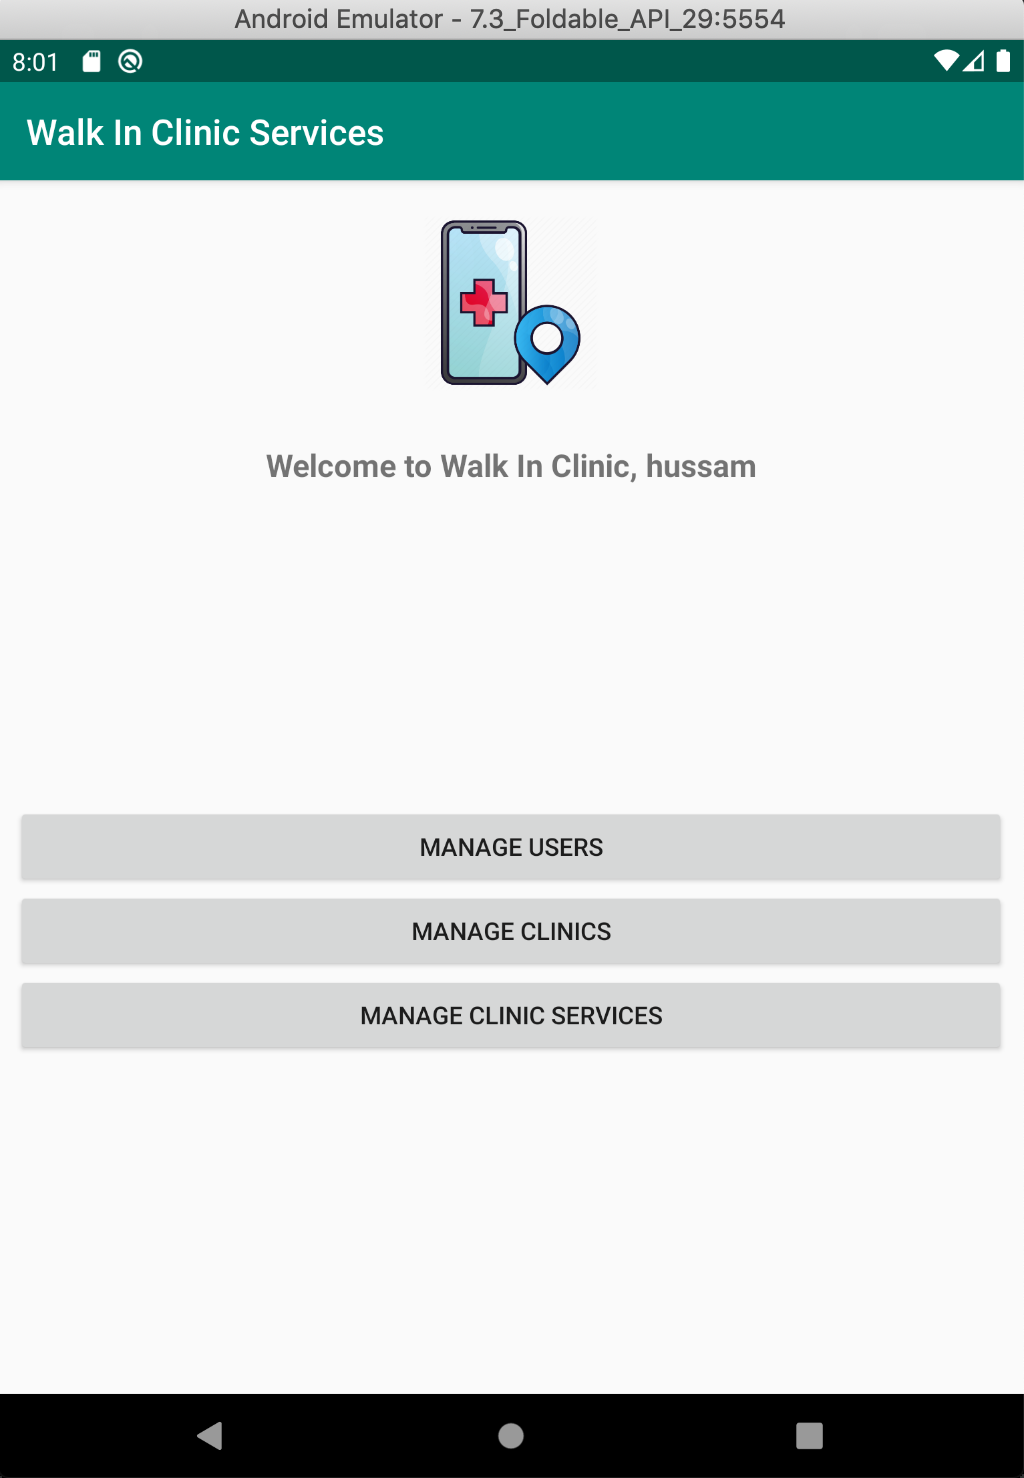 Android Emulator - 7.3_Foldable_API_29:5554
8:01
Walk In Clinic Services
Welcome to Walk In Clinic, hussam
MANAGE USERS
MANAGE CLINICS
MANAGE CLINIC SERVICES